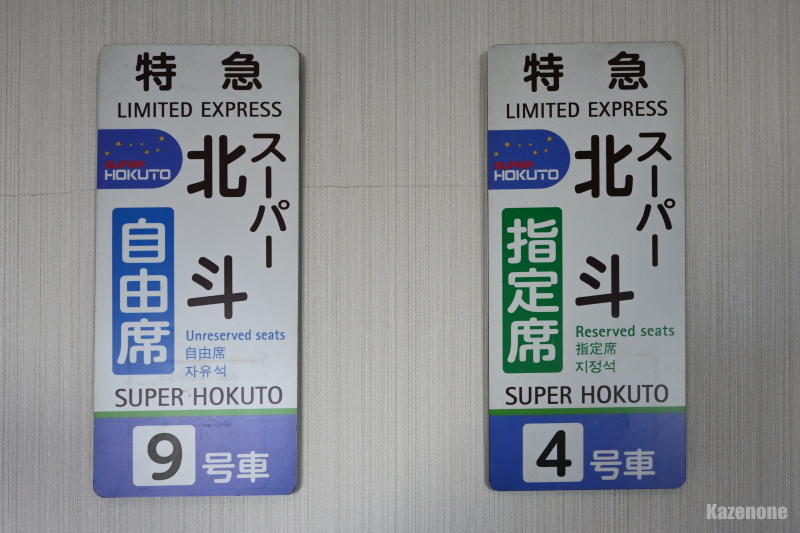 特 急
LIMITED EXPRESS
スーパー
北斗
SUPER
HOKUTO
自由席
Unreserved seats
自由席
자유석
SUPER HOKUTO
9 号車
特 急
LIMITED EXPRESS
スーパー
北斗
SUPER
HOKUTO
指定席
Reserved seats
指定席
지정석
SUPER HOKUTO
4 号車
Kazenone